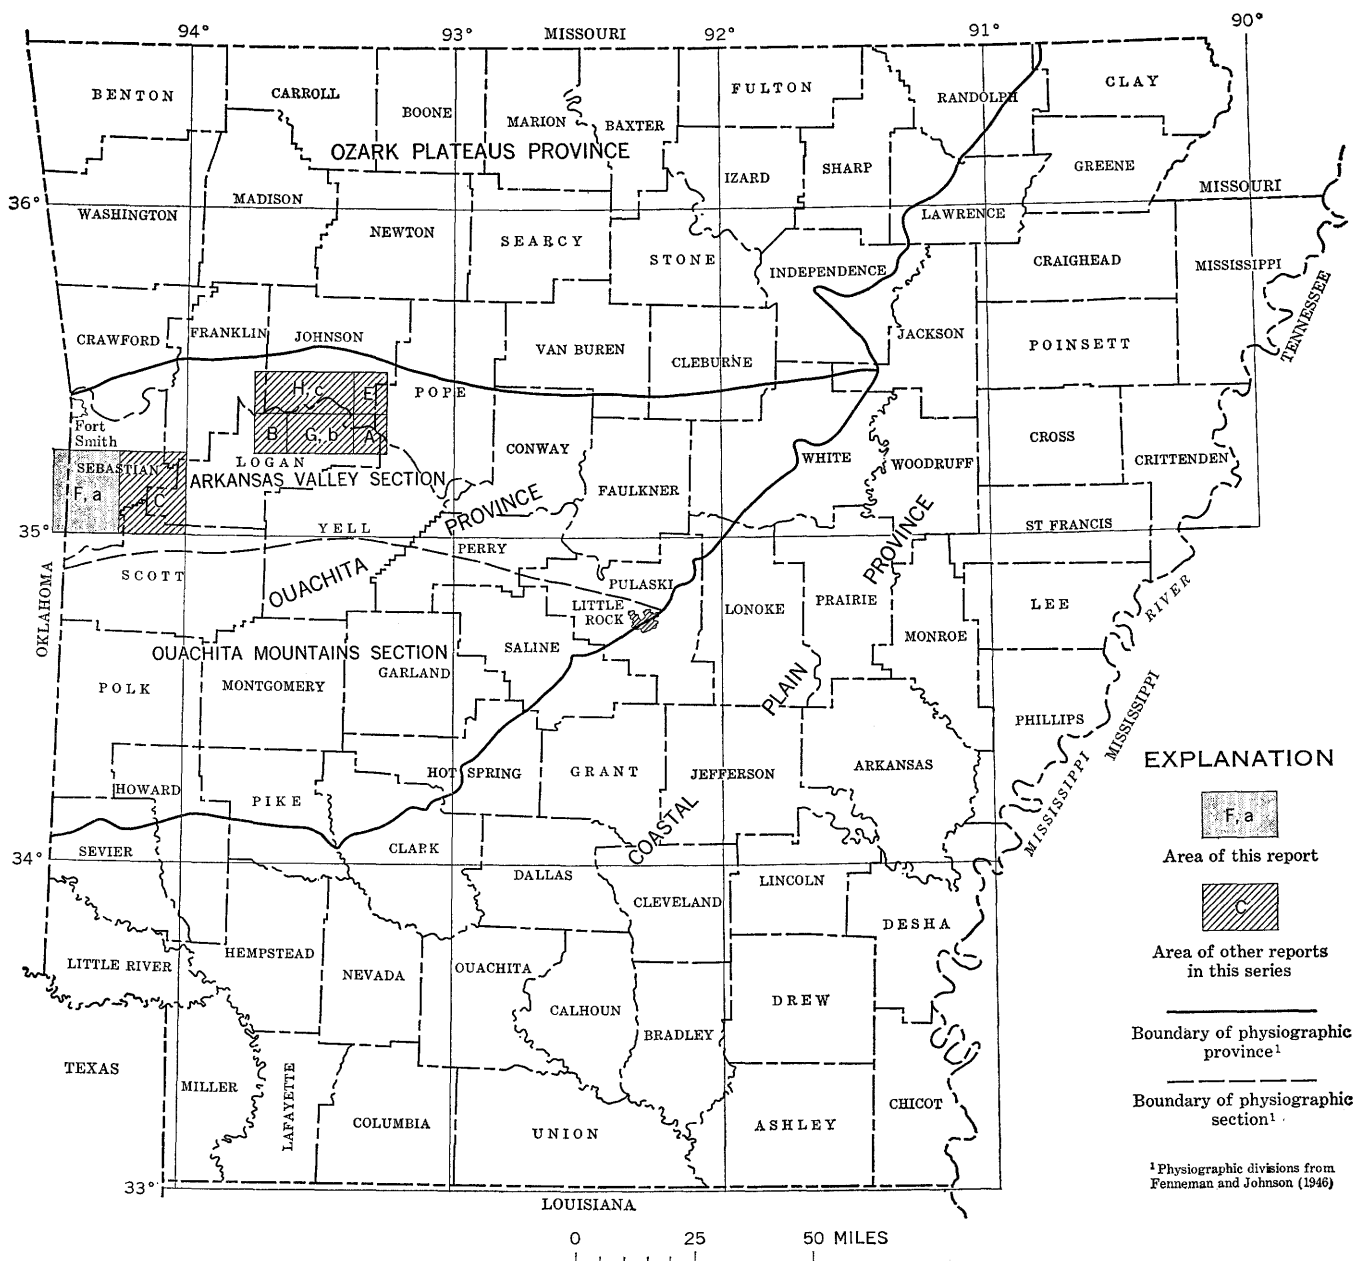 94°
93°
MISSOURI
92°
91°
90°
BENTON
CARROLL
BOONE
MARION
BAXTER
FULTON
RANDOLPH
CLAY
OZARK PLATEAUS PROVINCE
IZARD
SHARP
GREENE
MISSOURI
36°
WASHINGTON
MADISON
NEWTON
SEARCY
STONE
LAWRENCE
INDEPENDENCE
CRAIGHEAD
MISSISSIPPI
TENNESSEE
CRAWFORD
FRANKLIN
JOHNSON
VAN BUREN
CLEBURNE
JACKSON
POINSETT
H, c
E
POPE
Fort
Smith
B
G, b
A
CONWAY
WHITE
WOODRUFF
CROSS
CRITTENDEN
SEBASTIAN
LOGAN
ARKANSAS VALLEY SECTION
F, a
C
FAULKNER
35°
YELL
PROVINCE
PERRY
PROVINCE
ST FRANCIS
SCOTT
OUACHITA
PULASKI
LITTLE
ROCK
LONOKE
PRAIRIE
LEE
RIVER
OKLAHOMA
MONROE
OUACHITA MOUNTAINS SECTION
SALINE
GARLAND
POLK
MONTGOMERY
PLAIN
PHILLIPS
MISSISSIPPI
MISSISSIPPI
HOWARD
PIKE
HOT SPRING
GRANT
JEFFERSON
ARKANSAS
COASTAL
34°
SEVIER
CLARK
DALLAS
CLEVELAND
LINCOLN
DESHA
LITTLE RIVER
HEMPSTEAD
NEVADA
OUACHITA
CALHOUN
BRADLEY
DREW
TEXAS
MILLER
LAFAYETTE
COLUMBIA
UNION
ASHLEY
CHICOT
33°
LOUISIANA
0 25 50 MILES
EXPLANATION
F, a
Area of this report
C
Area of other reports
in this series
Boundary of physiographic
province¹
Boundary of physiographic
section¹
¹ Physiographic divisions from
Fenneman and Johnson (1946)